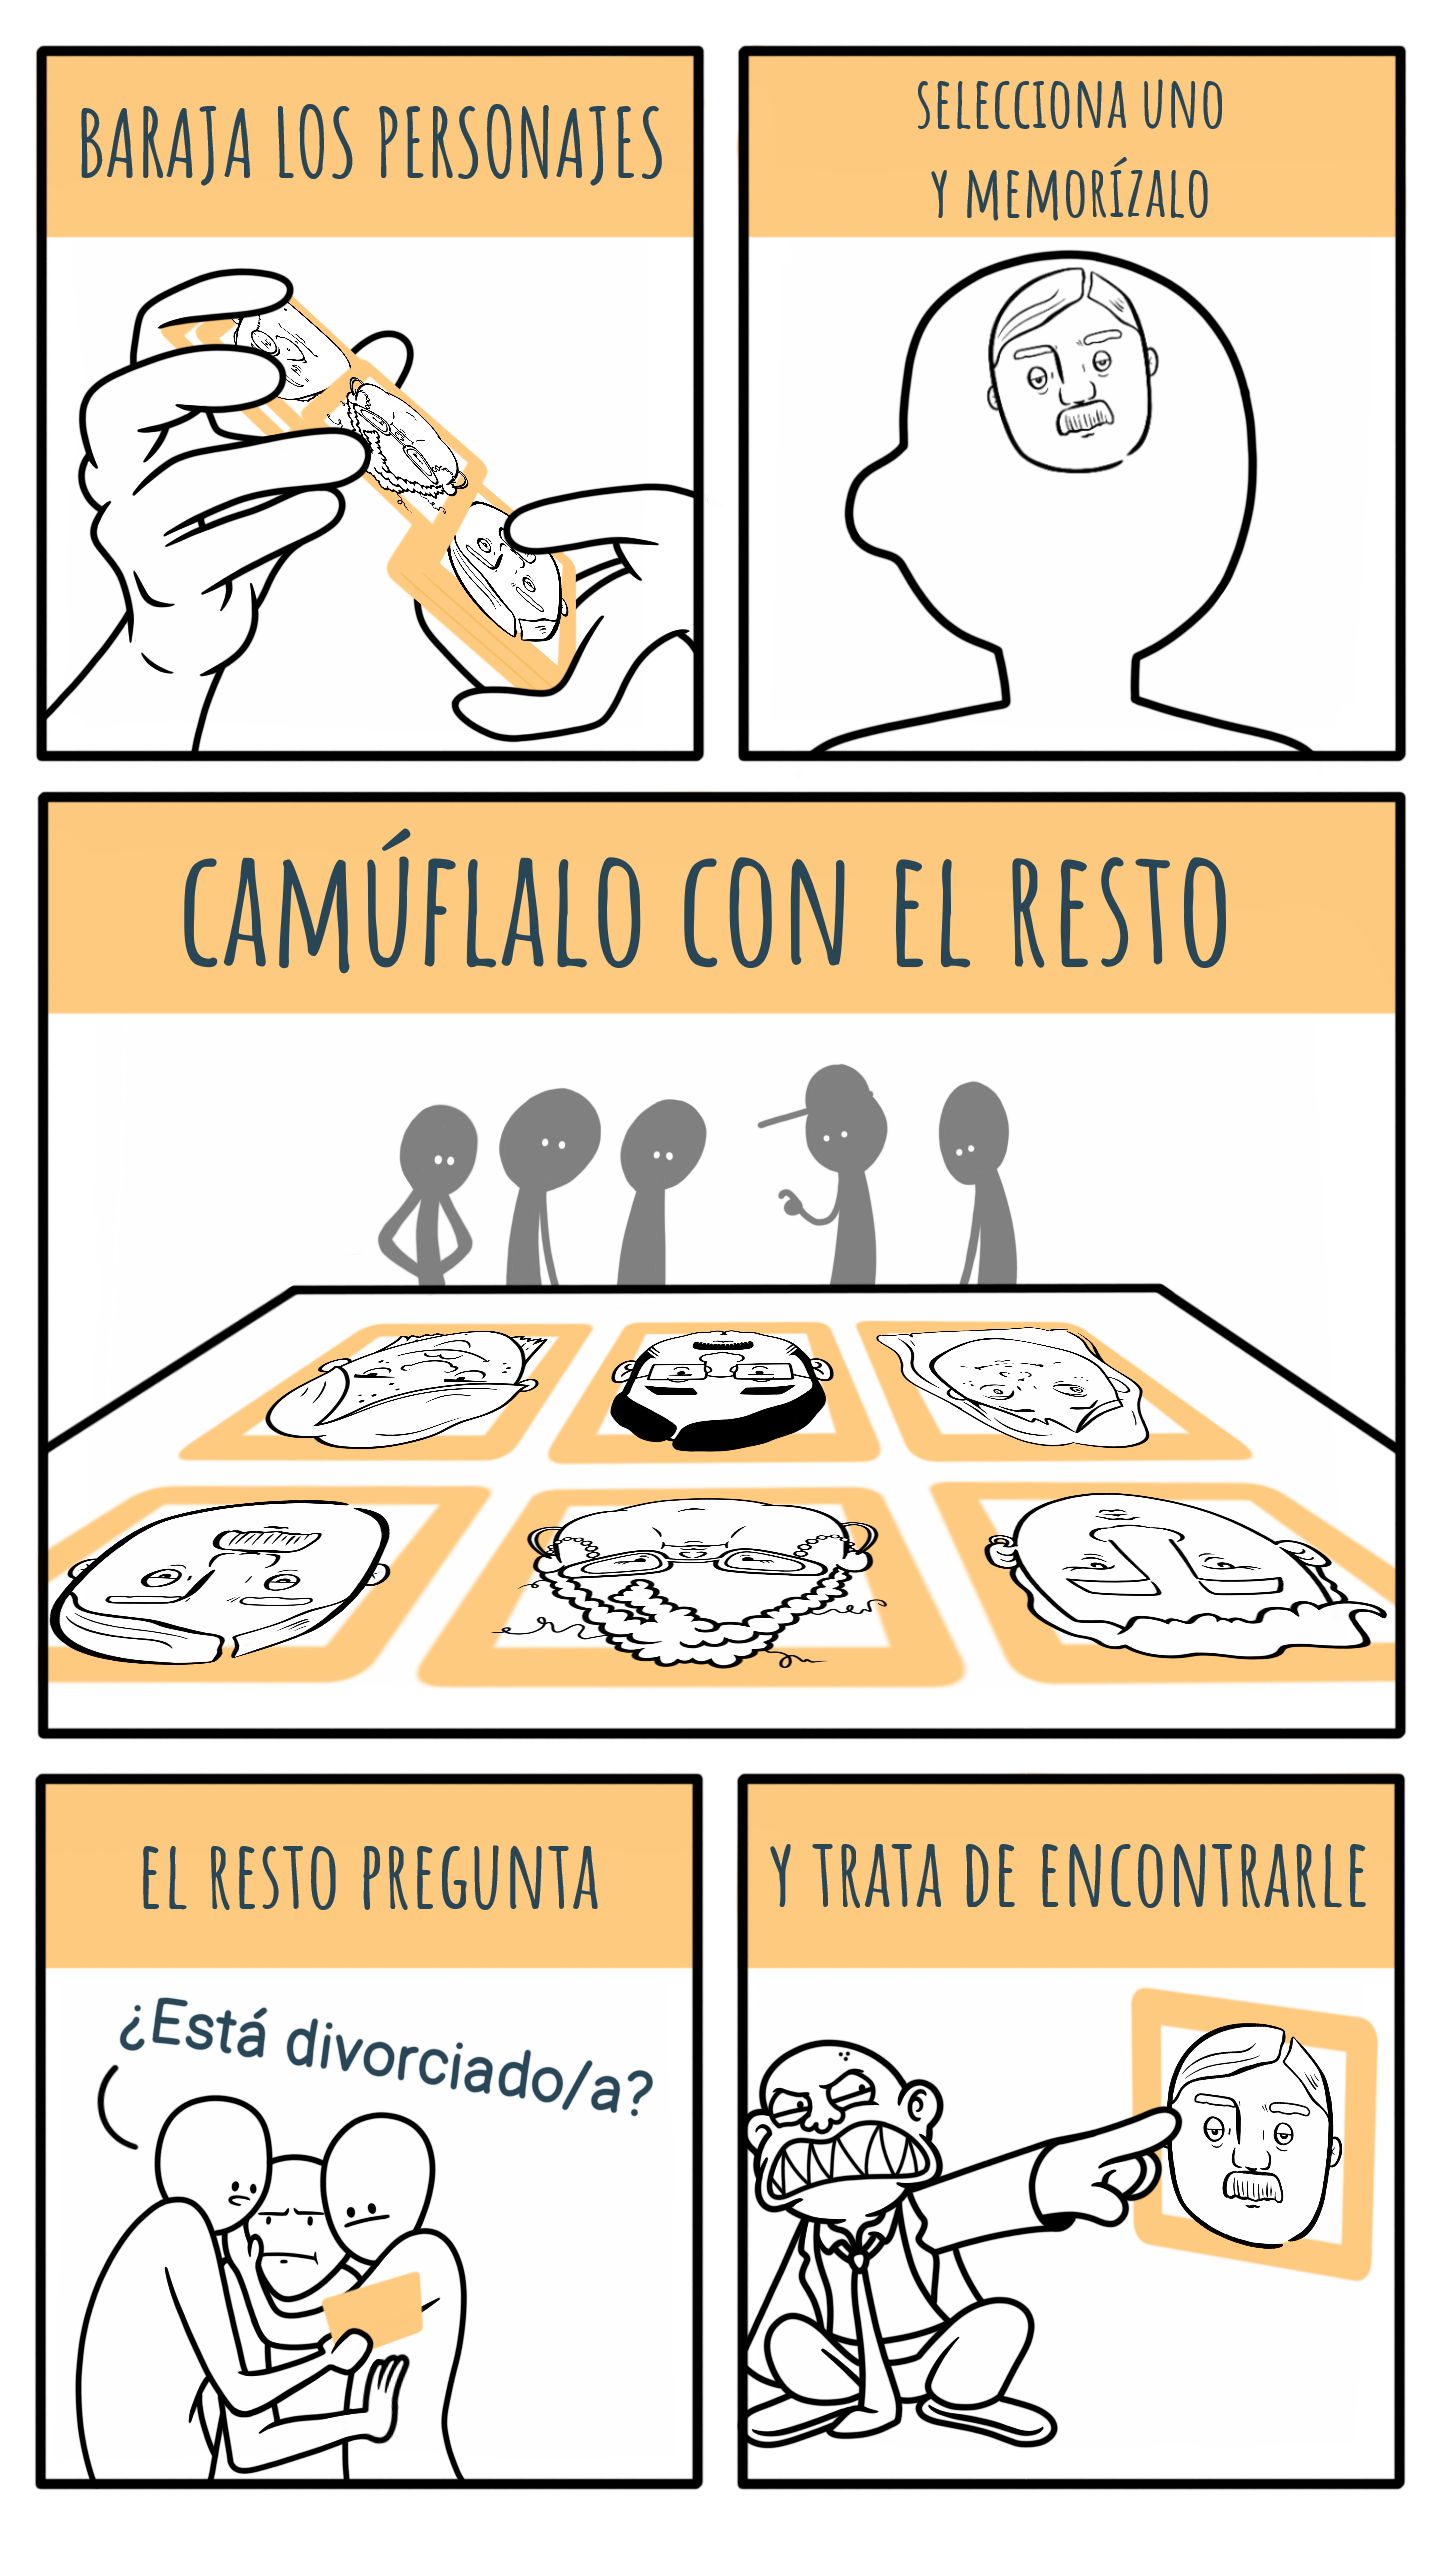 BARAJA LOS PERSONAJES
SELECCIONA UNO
Y MEMORÍZALO
CAMÚFLALO CON EL RESTO
EL RESTO PREGUNTA
¿Está divorciado/a?
Y TRATA DE ENCONTRARLE